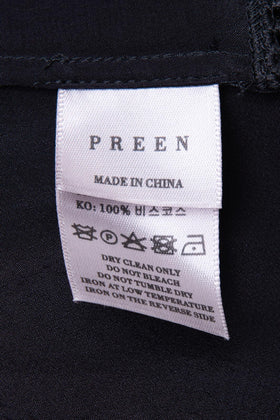 PREEN
MADE IN CHINA
KO: 100% 비스코스
DRY CLEAN ONLY
DO NOT BLEACH
DO NOT TUMBLE DRY
IRON AT LOW TEMPERATURE
IRON ON THE REVERSE SIDE